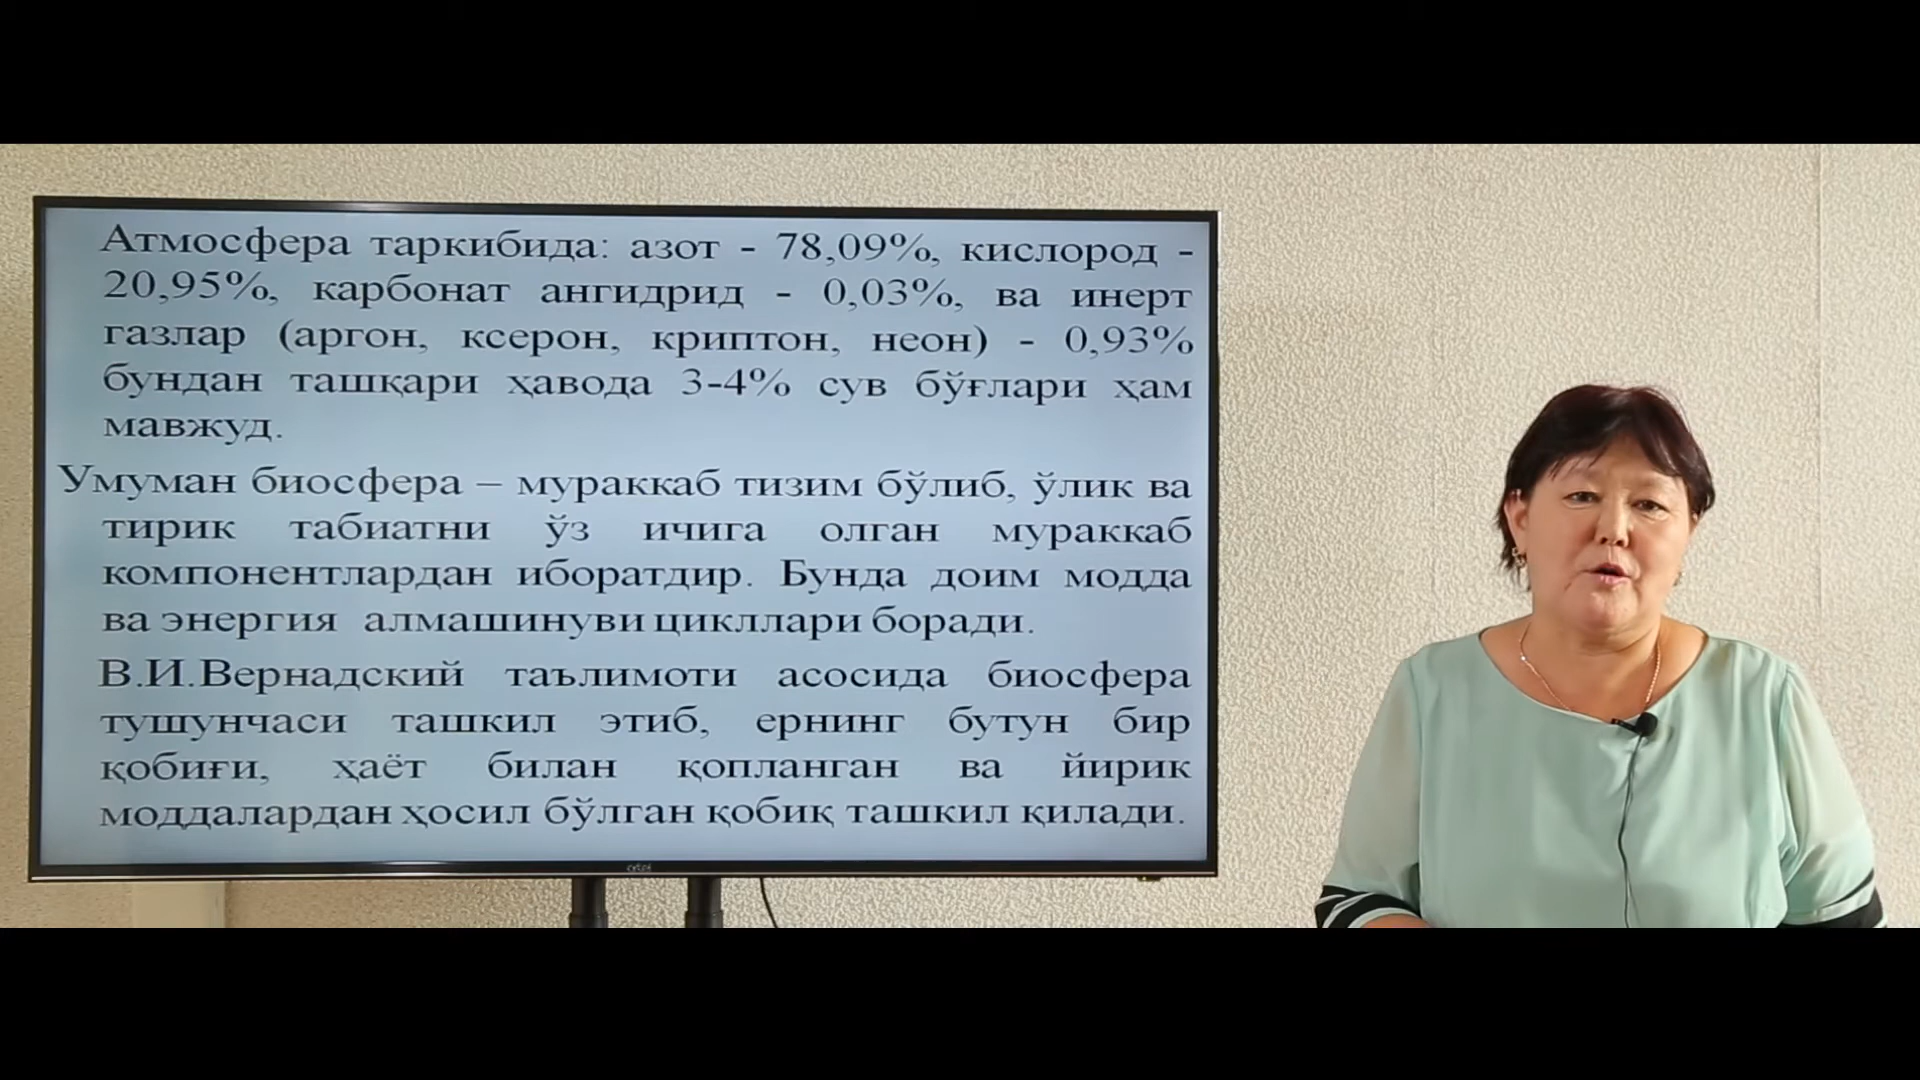 Атмосфера таркибида: азот - 78,09%, кислород -
20,95%, карбонат ангидрид - 0,03%, ва инерт
газлар (аргон, ксерон, криптон, неон) - 0,93%
бундан ташқари ҳавода 3-4% сув бўғлари ҳам
мавжуд.
Умуман биосфера – мураккаб тизим бўлиб, ўлик ва
тирик табиатни ўз ичига олган мураккаб
компонентлардан иборатдир. Бунда доим модда
ва энергия алмашинуви цикллари боради.
В.И.Вернадский таълимоти асосида биосфера
тушунчаси ташкил этиб, ернинг бутун бир
қобиғи, ҳаёт билан қопланган ва йирик
моддалардан ҳосил бўлган қобиқ ташкил қилади.
artel